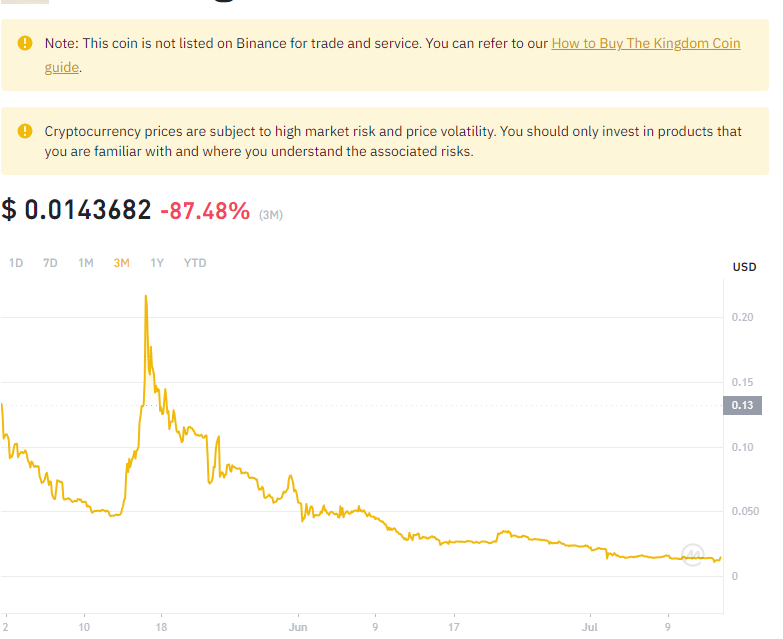 Note: This coin is not listed on Binance for trade and service. You can refer to our How to Buy The Kingdom Coin
guide.
Cryptocurrency prices are subject to high market risk and price volatility. You should only invest in products that
you are familiar with and where you understand the associated risks.
$ 0.0143682 -87.48% (3M)
1D 7D 1M 3M 1Y YTD
USD
0.20
0.15
0.13
0.10
0.050
0
2 10 18 Jun 9 17 Jul 9